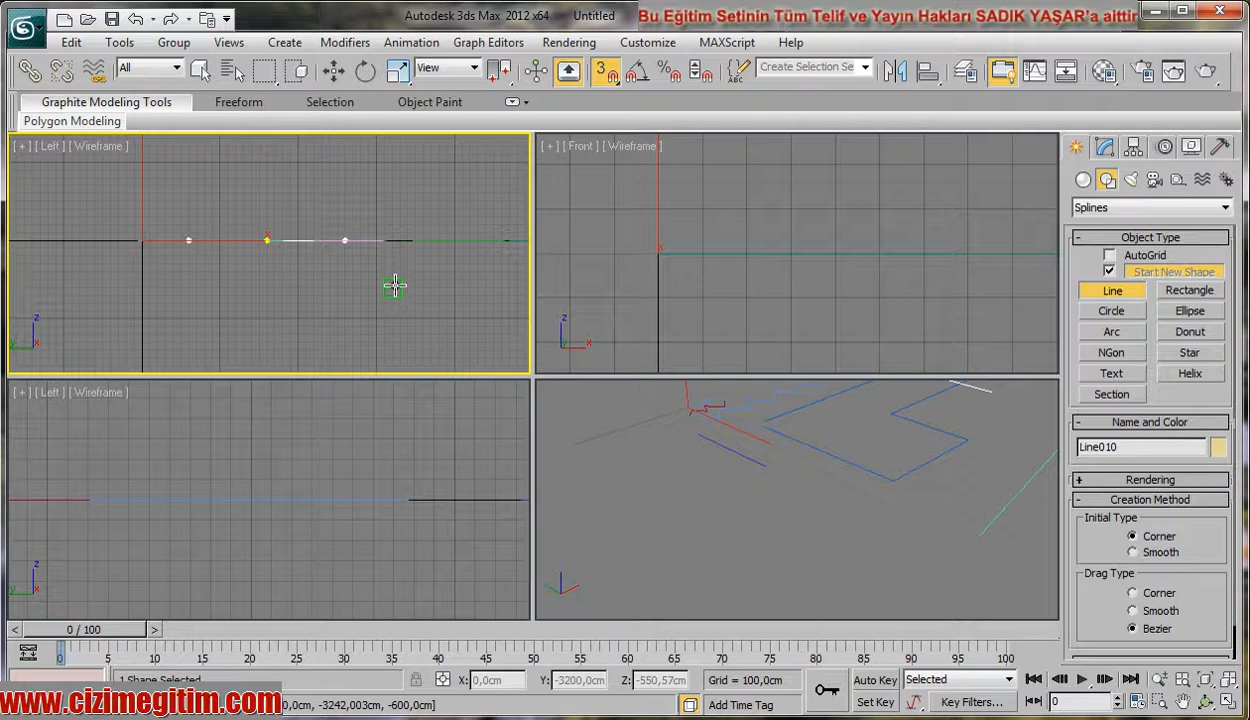 Autodesk 3ds Max 2012 x64 Untitled
Bu Eğitim Setinin Tüm Telif ve Yayın Hakları SADIK YAŞAR'a aittir
Edit Tools Group Views Create Modifiers Animation Graph Editors Rendering Customize MAXScript Help
All View 3 Create Selection Se
Graphite Modeling Tools Freeform Selection Object Paint
Polygon Modeling
[ + ] [ Left ] [ Wireframe ]
[ + ] [ Front ] [ Wireframe ]
Splines
Object Type
AutoGrid
Start New Shape
Line Rectangle
Circle Ellipse
Arc Donut
NGon Star
Text Helix
Section
[ + ] [ Left ] [ Wireframe ]
Name and Color
Line010
Rendering
Creation Method
Initial Type
Corner
Smooth
Drag Type
Corner
Smooth
Bezier
0 / 100
0 5 10 15 20 25 30 35 40 45 50 55 60 65 70 75 80 85 90 95 100
1 Shape Selected X: 0,0cm Y: -3200,0cm Z: -550,57cm Grid = 100,0cm Auto Key Selected
www.cizimegitim.com
0,0cm, -3242,003cm, -600,0cm] Add Time Tag Set Key Key Filters... 0